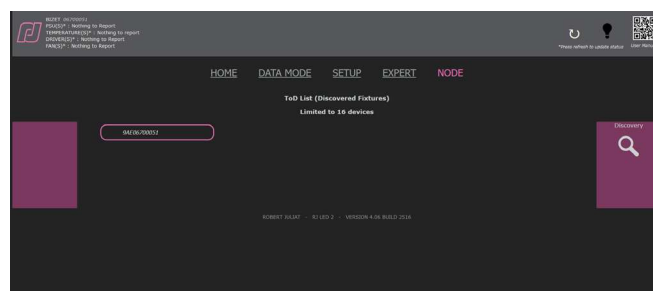 BIZET 06700051
PSU(S)* : Nothing to Report
TEMPERATURE(S)* : Nothing to report
DRIVER(S)* : Nothing to Report
FAN(S)* : Nothing to Report
*Press refresh to update status
User Manual
HOME DATA MODE SETUP EXPERT NODE
ToD List (Discovered Fixtures)
Limited to 16 devices
9AE06700051
Discovery
ROBERT JULIAT - RJ LED 2 - VERSION 4.06 BUILD 2516